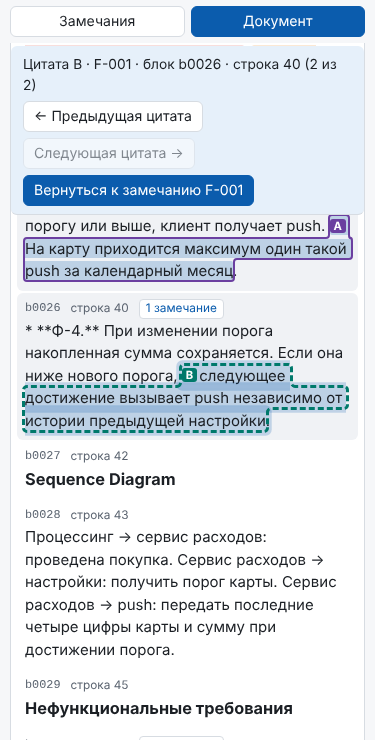 Замечания
Документ
Цитата B · F-001 · блок b0026 · строка 40 (2 из
2)
← Предыдущая цитата
Следующая цитата →
Вернуться к замечанию F-001
порогу или выше, клиент получает push. A
На карту приходится максимум один такой
push за календарный месяц.
b0026 строка 40 1 замечание
* **Ф-4.** При изменении порога
накопленная сумма сохраняется. Если она
ниже нового порога, B следующее
достижение вызывает push независимо от
истории предыдущей настройки.
b0027 строка 42
Sequence Diagram
b0028 строка 43
Процессинг → сервис расходов:
проведена покупка. Сервис расходов →
настройки: получить порог карты. Сервис
расходов → push: передать последние
четыре цифры карты и сумму при
достижении порога.
b0029 строка 45
Нефункциональные требования